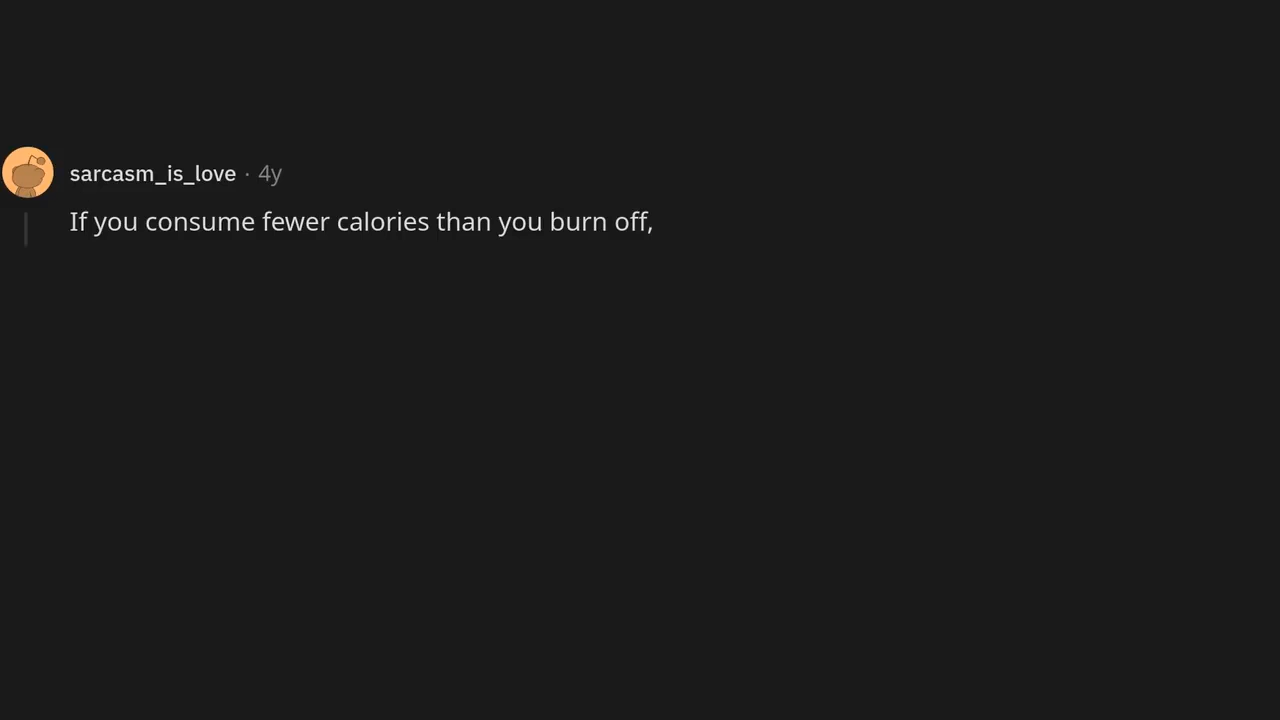 sarcasm_is_love · 4y
If you consume fewer calories than you burn off,